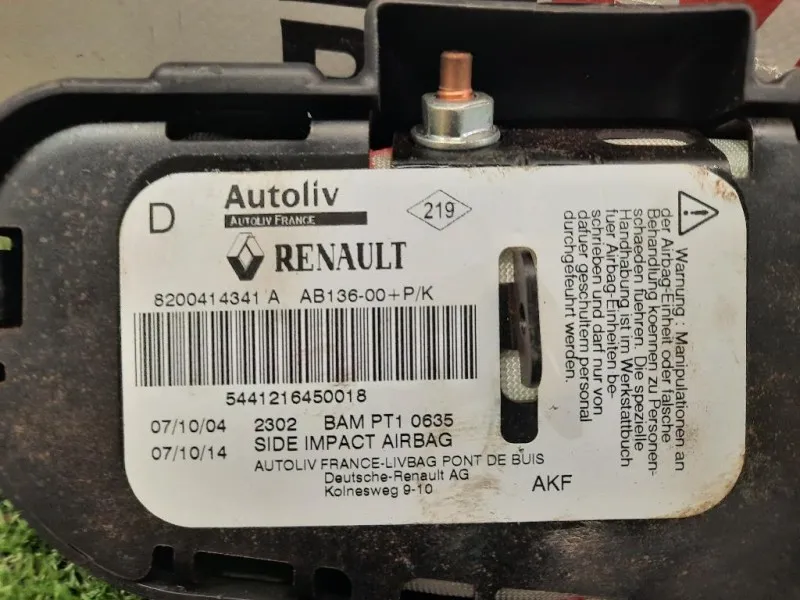 D
Autoliv
AUTOLIV FRANCE
219
RENAULT
8200414341 A AB136-00+P/K
5441216450018
07/10/04 2302 BAM PT1 0635
07/10/14 SIDE IMPACT AIRBAG
AUTOLIV FRANCE-LIVBAG PONT DE BUIS
Deutsche-Renault AG
Kolnesweg 9-10
AKF
Warnung : Manipulationen an
der Airbag-Einheit oder falsche
Behandlung koennen zu Personen-
schaeden fuehren. Die spezielle
Handhabung ist im Werkstattbuch
fuer Airbag-Einheiten be-
schrieben und darf nur von
dafuer geschultem personal
durchgefuehrt werden.